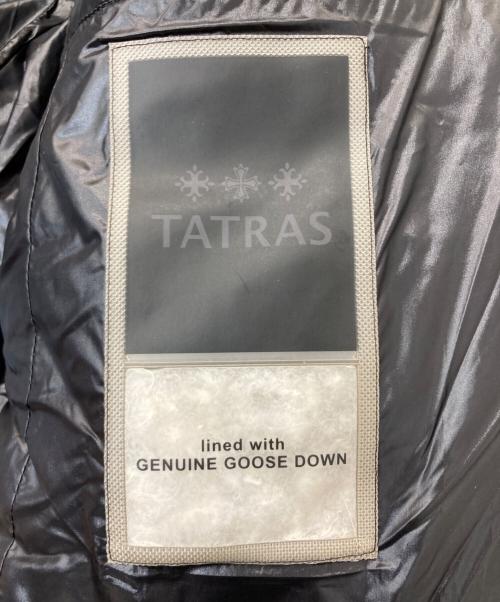 TATRAS
lined with
GENUINE GOOSE DOWN